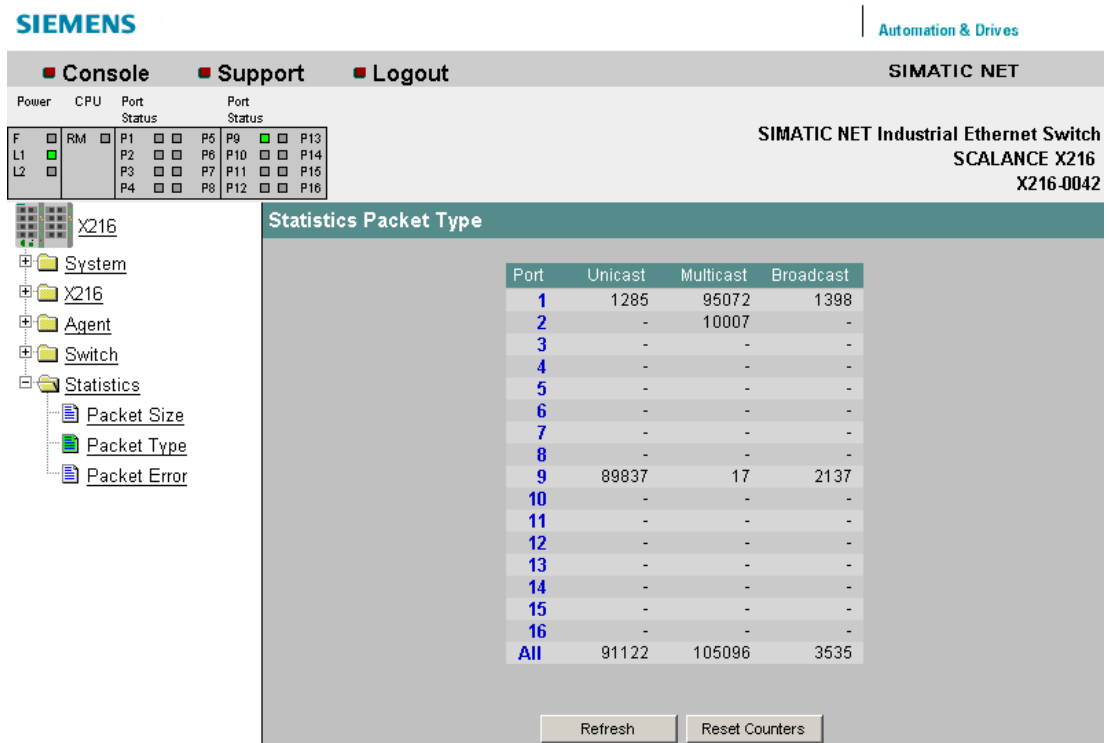 SIEMENS
Automation & Drives
Console Support Logout SIMATIC NET
Power CPU Port Status Port Status
F RM P1 P5 P9 P13
L1 P2 P6 P10 P14
L2 P3 P7 P11 P15
P4 P8 P12 P16
SIMATIC NET Industrial Ethernet Switch
SCALANCE X216
X216-0042
X216
System
X216
Agent
Switch
Statistics
Packet Size
Packet Type
Packet Error
Statistics Packet Type
Port Unicast Multicast Broadcast
1 1285 95072 1398
2 - 10007 -
3 - - -
4 - - -
5 - - -
6 - - -
7 - - -
8 - - -
9 89837 17 2137
10 - - -
11 - - -
12 - - -
13 - - -
14 - - -
15 - - -
16 - - -
All 91122 105096 3535
Refresh Reset Counters